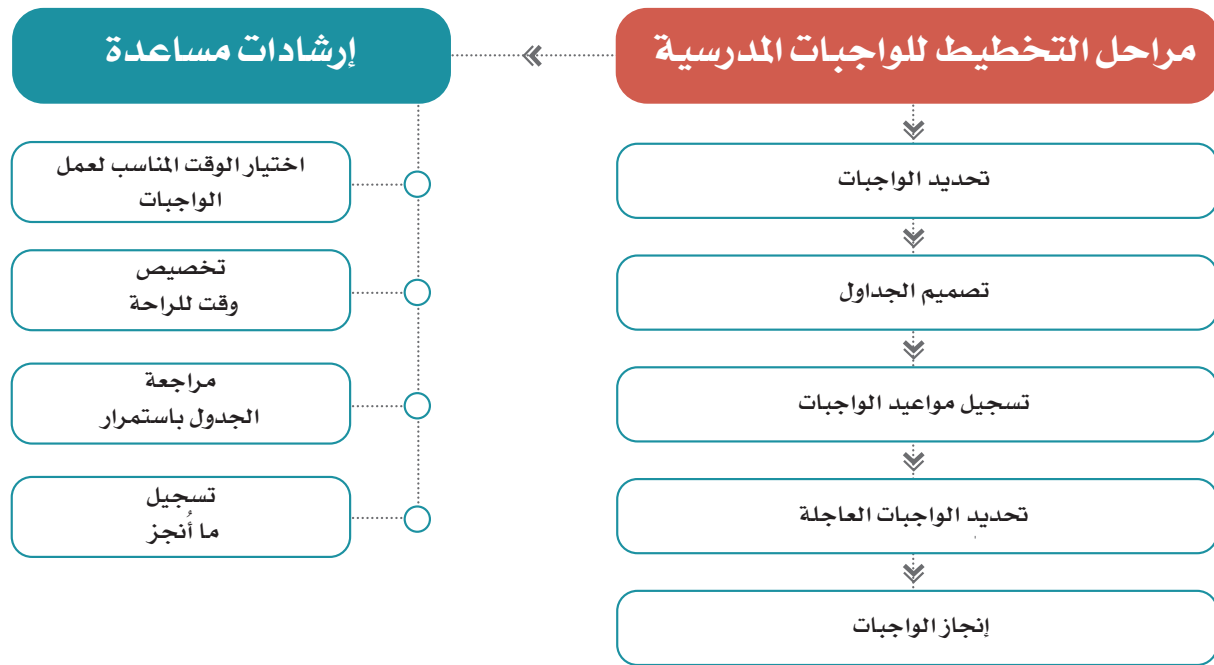 مراحل التخطيط للواجبات المدرسية
تحديد الواجبات
تصميم الجداول
تسجيل مواعيد الواجبات
تحديد الواجبات العاجلة
إنجاز الواجبات
إرشادات مساعدة
اختيار الوقت المناسب لعمل
الواجبات
تخصيص
وقت للراحة
مراجعة
الجدول باستمرار
تسجيل
ما أُنجز